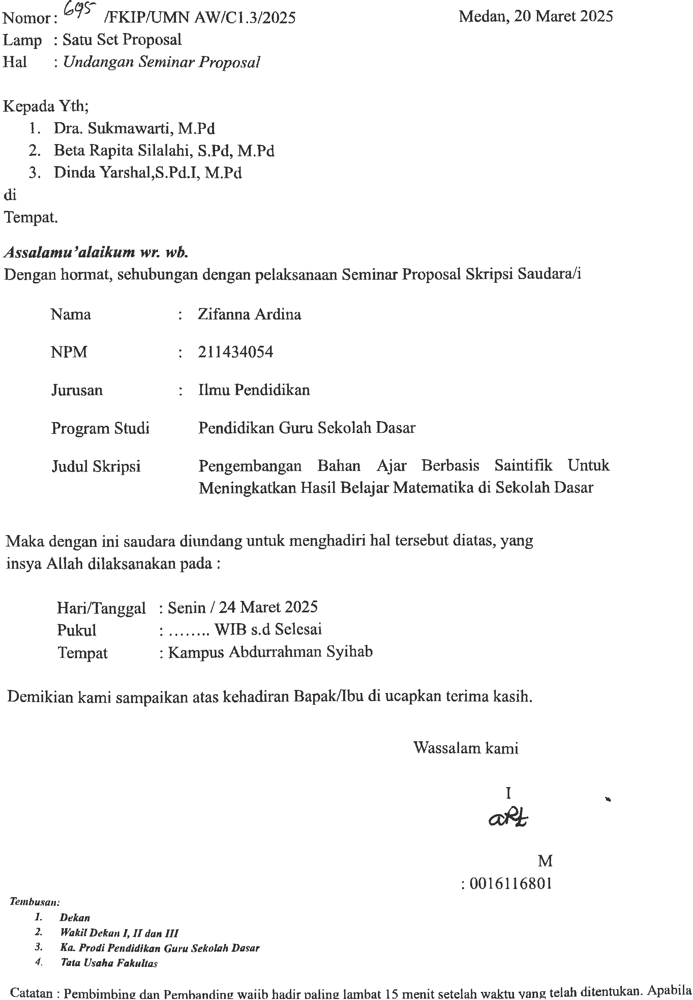 Nomor : 695 /FKIP/UMN AW/C1.3/2025 Medan, 20 Maret 2025
Lamp : Satu Set Proposal
Hal : Undangan Seminar Proposal
Kepada Yth;
1. Dra. Sukmawarti, M.Pd
2. Beta Rapita Silalahi, S.Pd, M.Pd
3. Dinda Yarshal,S.Pd.I, M.Pd
di
Tempat.
Assalamu'alaikum wr. wb.
Dengan hormat, sehubungan dengan pelaksanaan Seminar Proposal Skripsi Saudara/i
Nama : Zifanna Ardina
NPM : 211434054
Jurusan : Ilmu Pendidikan
Program Studi Pendidikan Guru Sekolah Dasar
Judul Skripsi Pengembangan Bahan Ajar Berbasis Saintifik Untuk
Meningkatkan Hasil Belajar Matematika di Sekolah Dasar
Maka dengan ini saudara diundang untuk menghadiri hal tersebut diatas, yang
insya Allah dilaksanakan pada :
Hari/Tanggal : Senin / 24 Maret 2025
Pukul : ........ WIB s.d Selesai
Tempat : Kampus Abdurrahman Syihab
Demikian kami sampaikan atas kehadiran Bapak/Ibu di ucapkan terima kasih.
Wassalam kami
I
M
: 0016116801
Tembusan:
1. Dekan
2. Wakil Dekan I, II dan III
3. Ka. Prodi Pendidikan Guru Sekolah Dasar
4. Tata Usaha Fakultas
Catatan : Pembimbing dan Pembanding wajib hadir paling lambat 15 menit setelah waktu yang telah ditentukan. Apabila